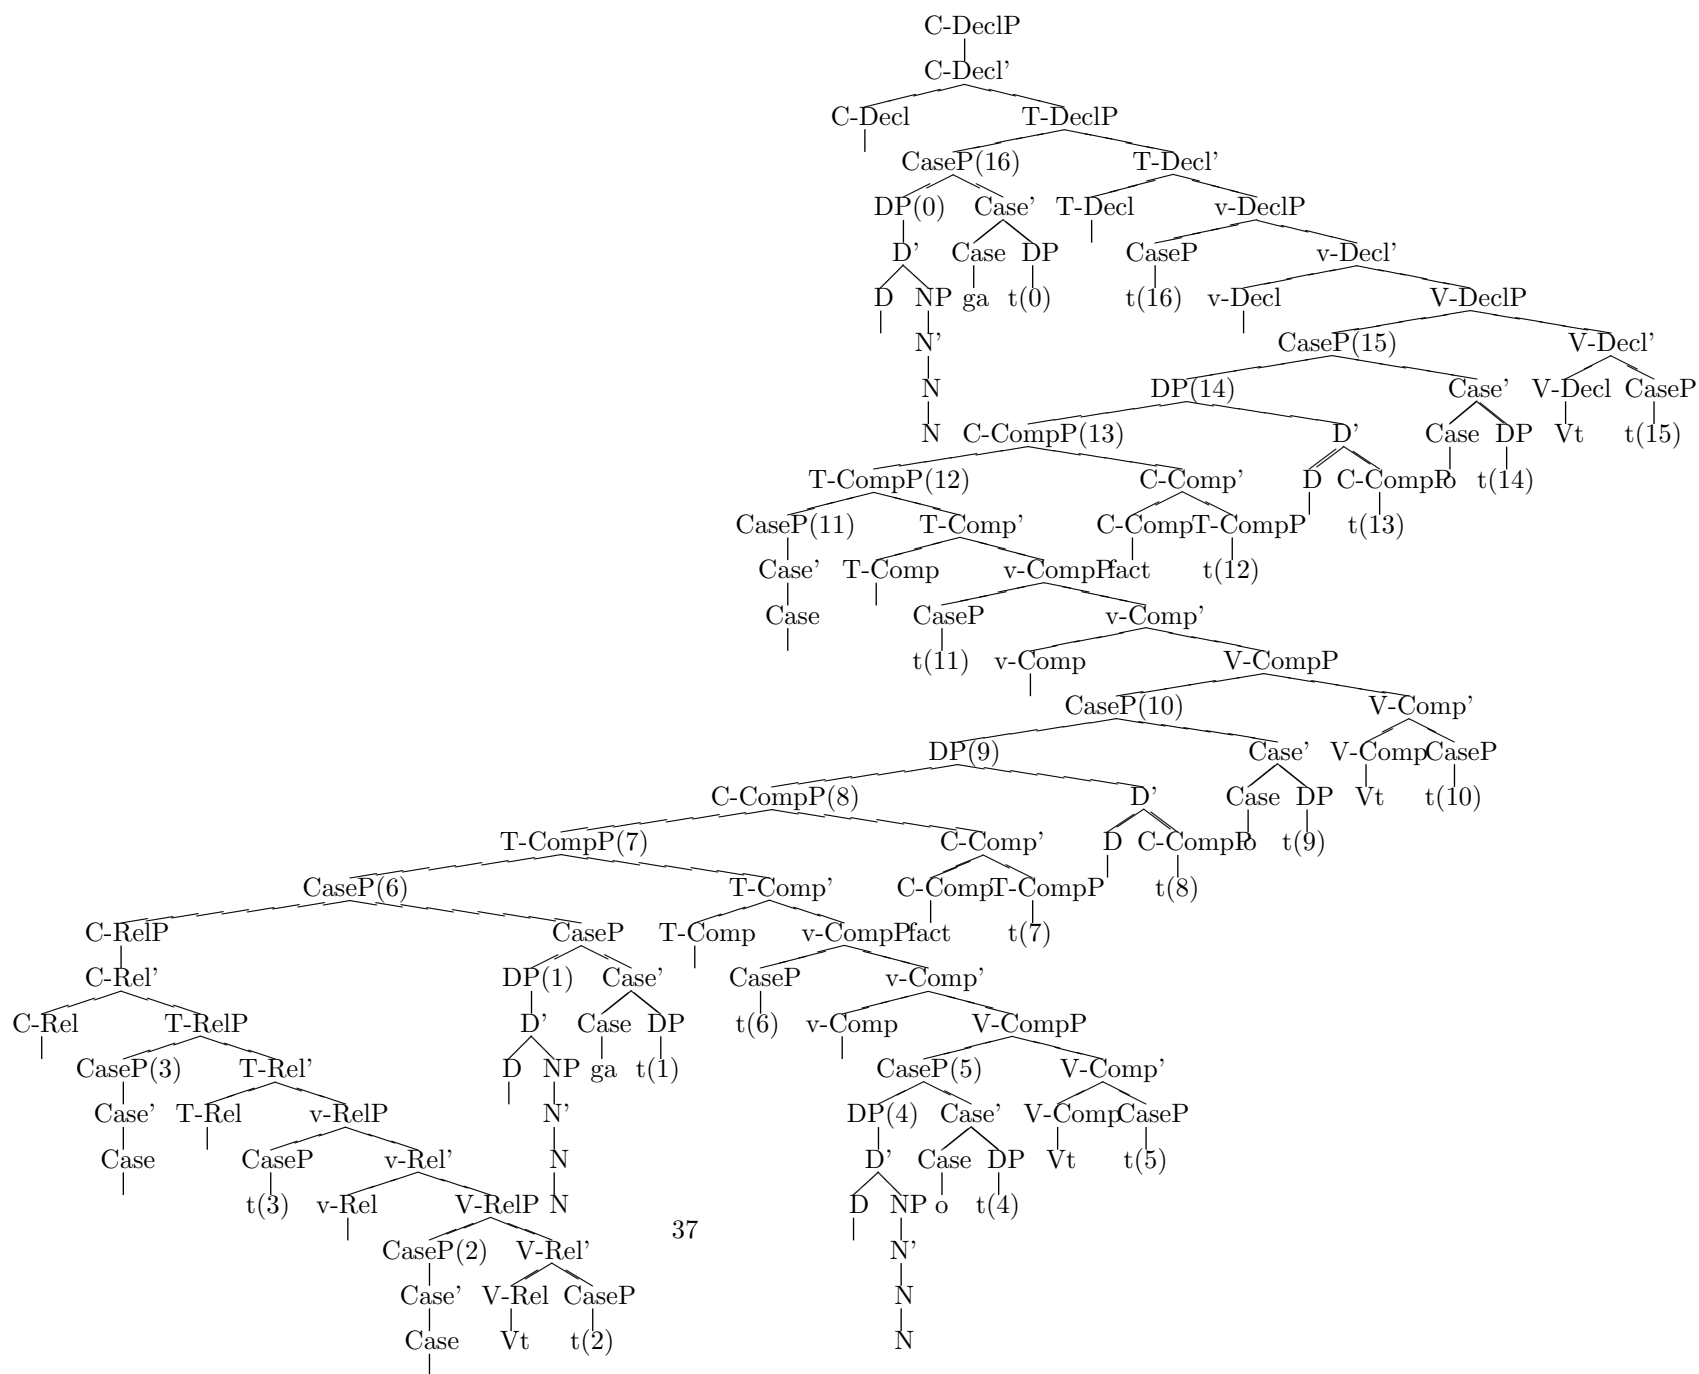 C-DeclP
C-Decl'
C-Decl T-DeclP
CaseP(16) T-Decl'
DP(0) Case' T-Decl v-DeclP
D' Case DP CaseP v-Decl'
D NP ga t(0) t(16) v-Decl V-DeclP
N' CaseP(15) V-Decl'
N DP(14) Case' V-Decl CaseP
N C-CompP(13) D' Case DP Vt t(15)
T-CompP(12) C-Comp' D C-CompP o t(14)
CaseP(11) T-Comp' C-Comp T-CompP t(13)
Case' T-Comp v-CompP fact t(12)
Case CaseP v-Comp'
t(11) v-Comp V-CompP
CaseP(10) V-Comp'
DP(9) Case' V-Comp CaseP
C-CompP(8) D' Case DP Vt t(10)
T-CompP(7) C-Comp' D C-CompP o t(9)
CaseP(6) T-Comp' C-Comp T-CompP t(8)
C-RelP CaseP T-Comp v-CompP fact t(7)
C-Rel' DP(1) Case' CaseP v-Comp'
C-Rel T-RelP D' Case DP t(6) v-Comp V-CompP
CaseP(3) T-Rel' D NP ga t(1) CaseP(5) V-Comp'
Case' T-Rel v-RelP N' DP(4) Case' V-Comp CaseP
Case CaseP v-Rel' N D' Case DP Vt t(5)
t(3) v-Rel V-RelP N D NP o t(4)
37
CaseP(2) V-Rel' N'
Case' V-Rel CaseP N
Case Vt t(2) N